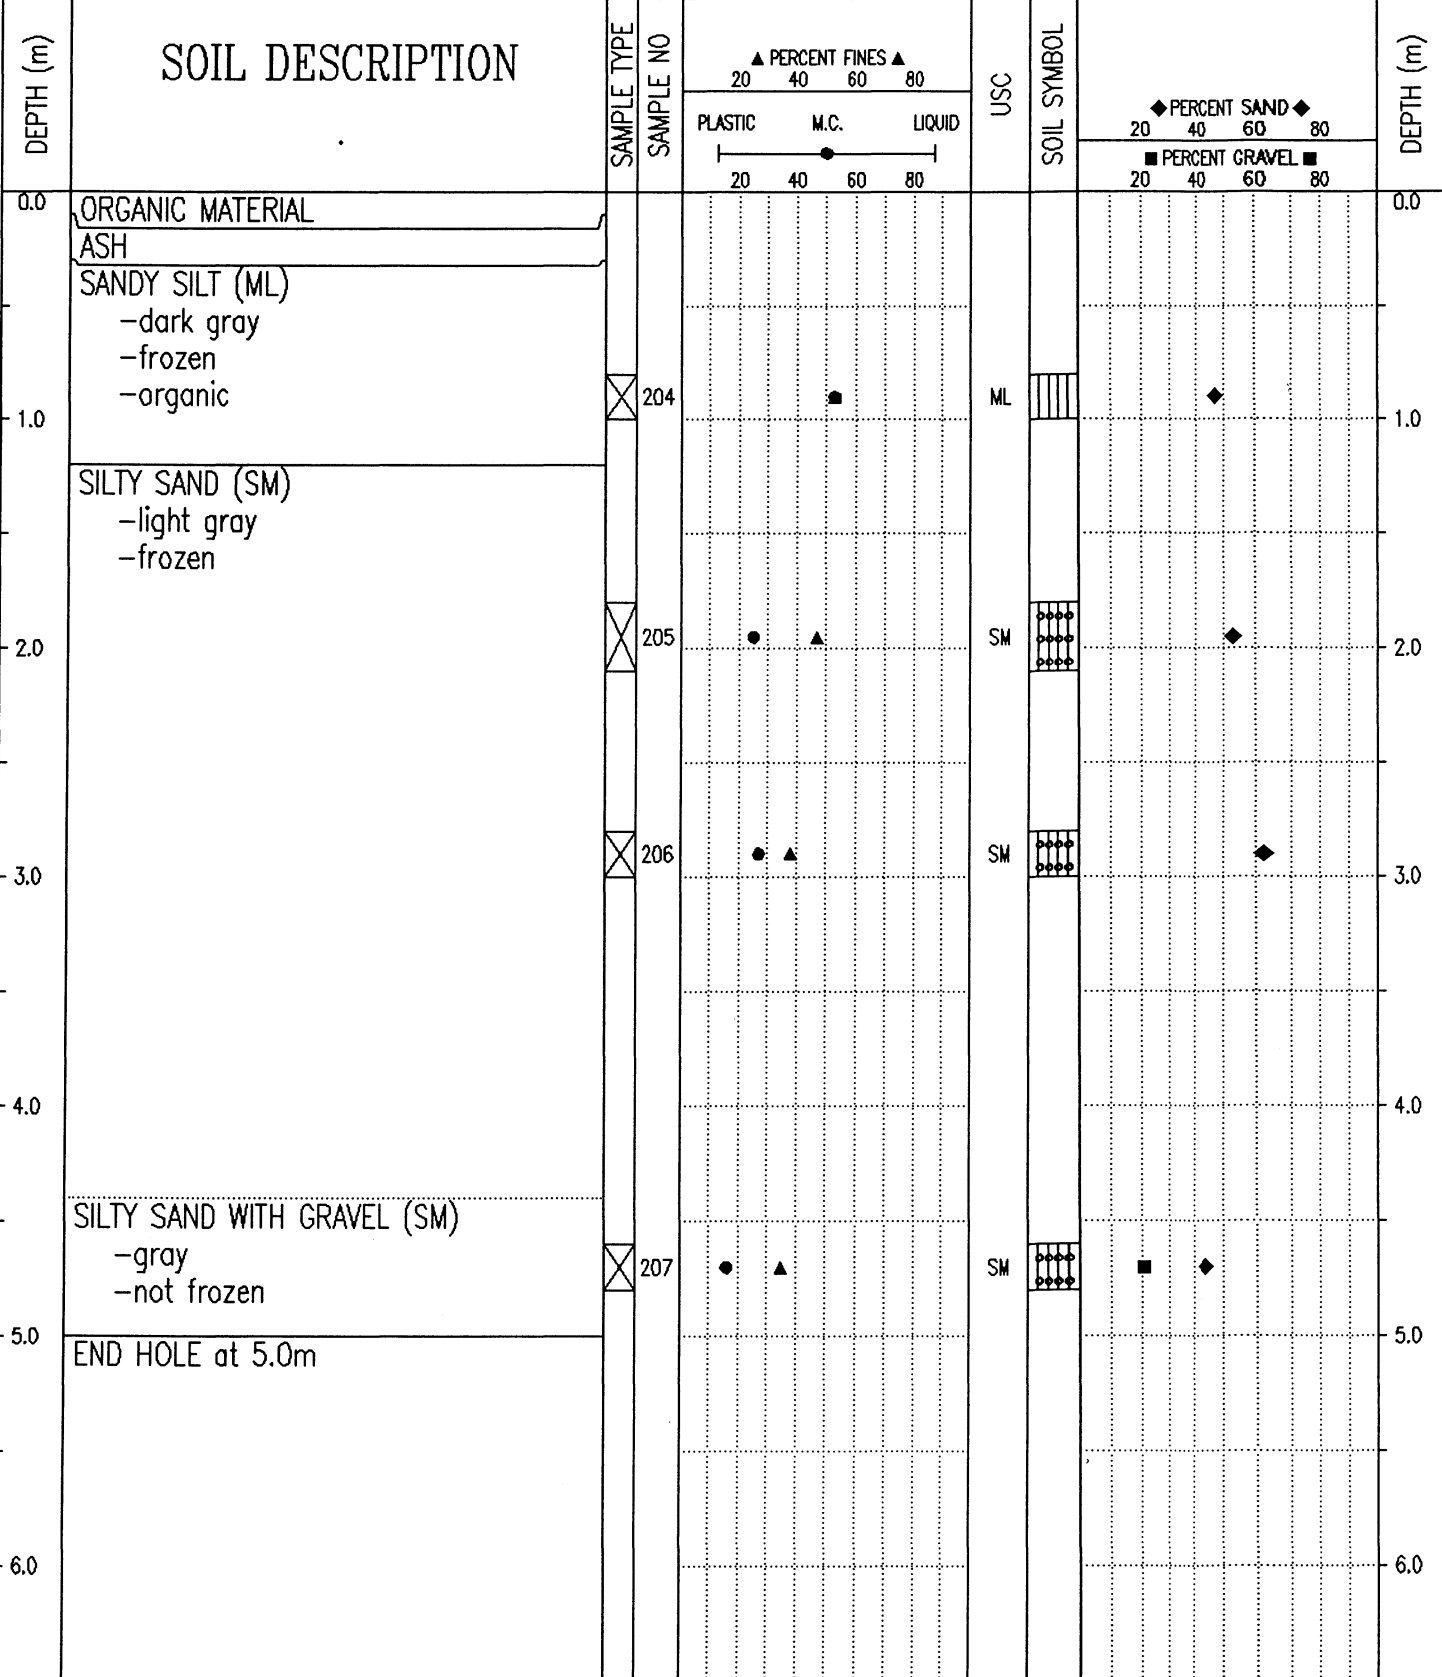 DEPTH (m)
SOIL DESCRIPTION
SAMPLE TYPE
SAMPLE NO
▲ PERCENT FINES ▲
20 40 60 80
PLASTIC M.C. LIQUID
20 40 60 80
USC
SOIL SYMBOL
◆ PERCENT SAND ◆
20 40 60 80
■ PERCENT GRAVEL ■
20 40 60 80
DEPTH (m)
0.0 ORGANIC MATERIAL 0.0
ASH
SANDY SILT (ML)
-dark gray
-frozen
-organic 204 ML
1.0 1.0
SILTY SAND (SM)
-light gray
-frozen
205 SM
2.0 2.0
206 SM
3.0 3.0
4.0 4.0
SILTY SAND WITH GRAVEL (SM)
-gray 207 SM
-not frozen
5.0 5.0
END HOLE at 5.0m
6.0 6.0